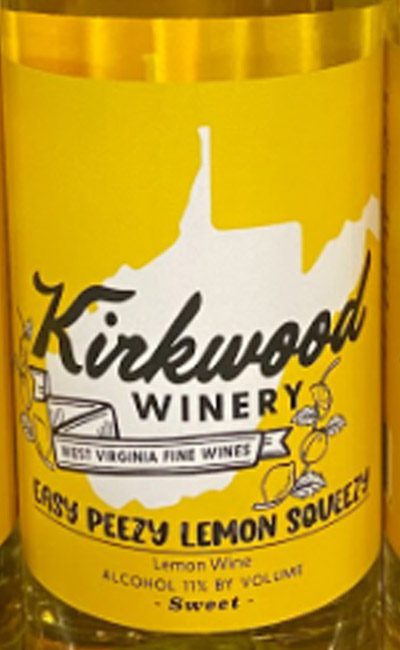 Kirkwood
WINERY
WEST VIRGINIA FINE WINES
EASY PEEZY LEMON SQUEEZY
Lemon Wine
ALCOHOL 11% BY VOLUME
- Sweet -